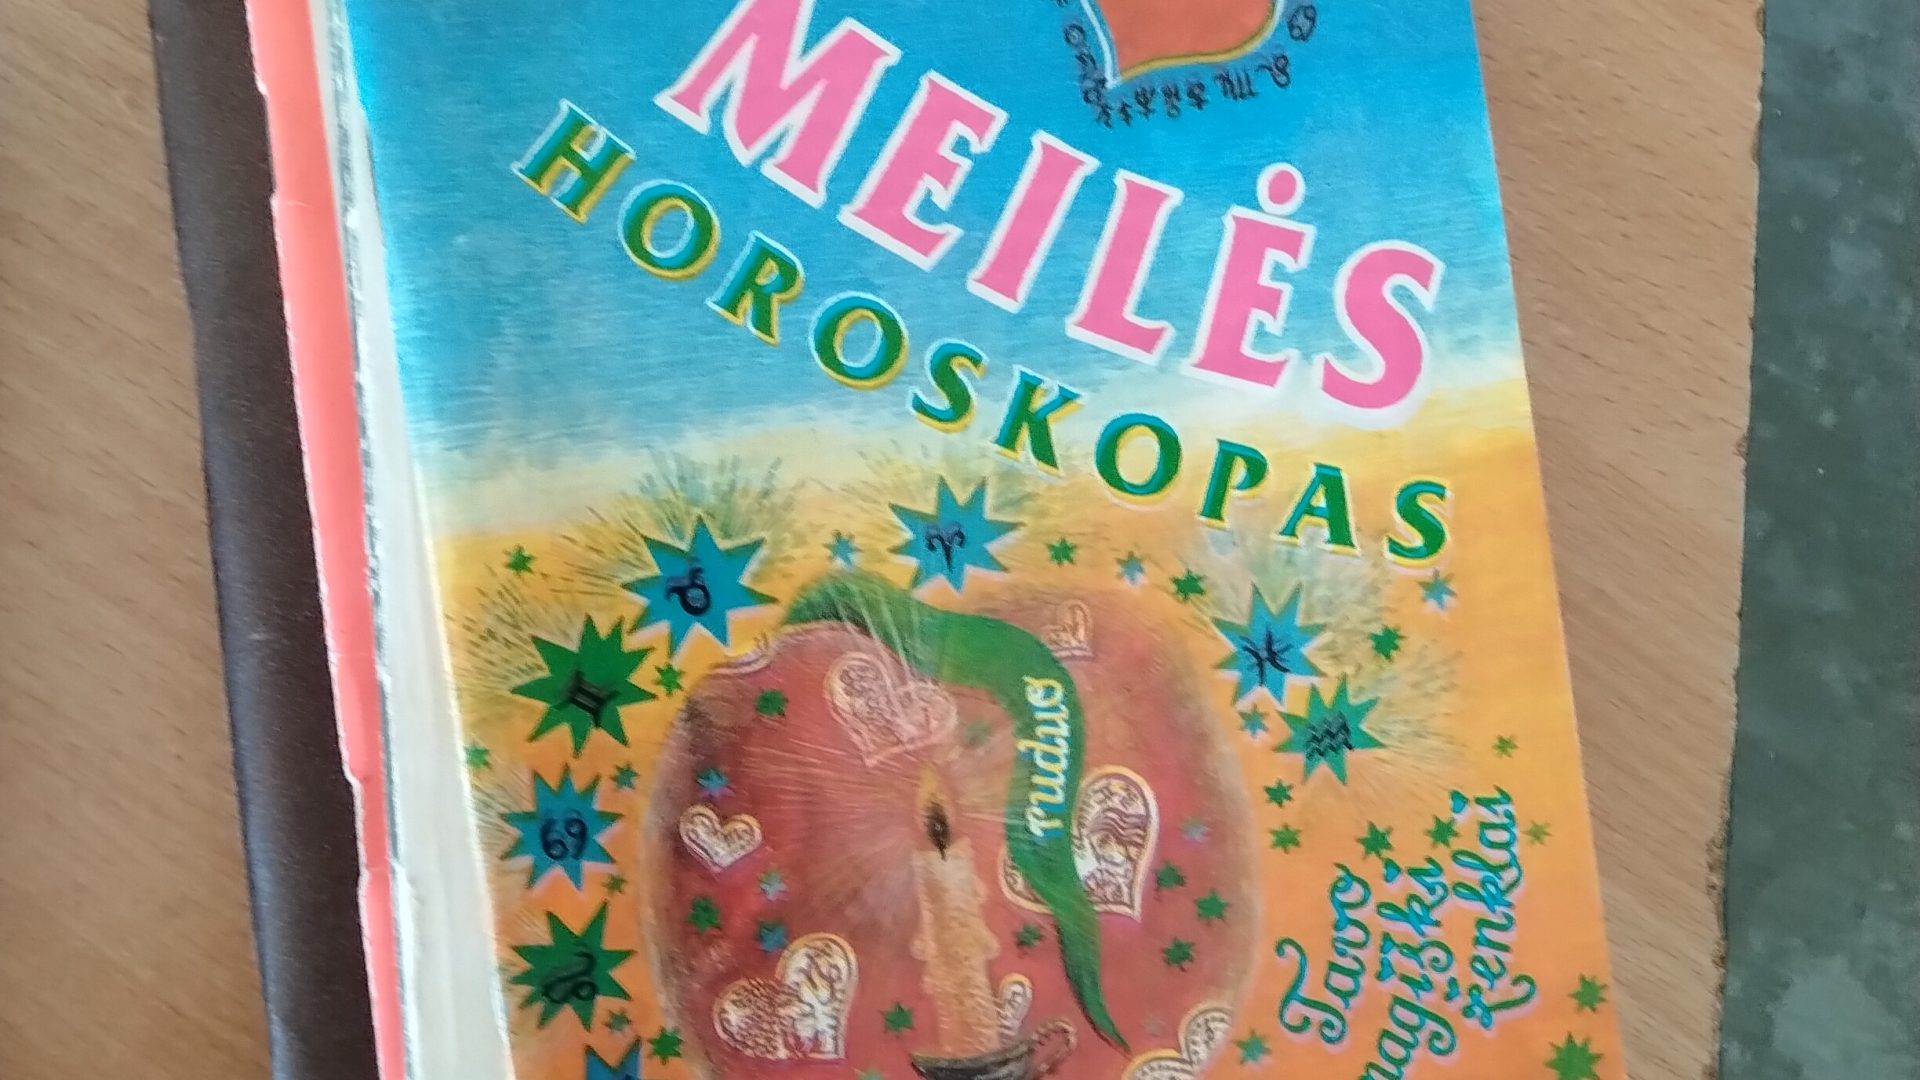 MEILĖS
HOROSKOPAS
ruduo
Tavo
magiški
ženklai